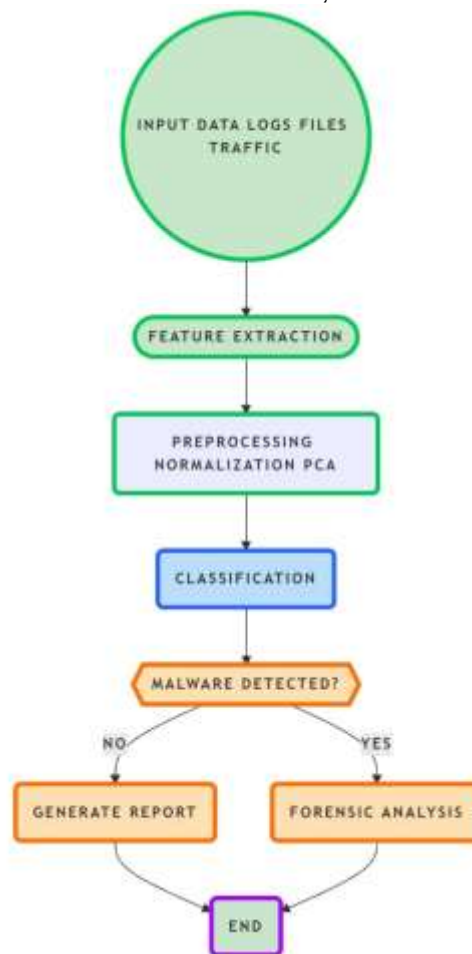 INPUT DATA LOGS FILES
TRAFFIC
FEATURE EXTRACTION
PREPROCESSING
NORMALIZATION PCA
CLASSIFICATION
MALWARE DETECTED?
NO
YES
GENERATE REPORT
FORENSIC ANALYSIS
END